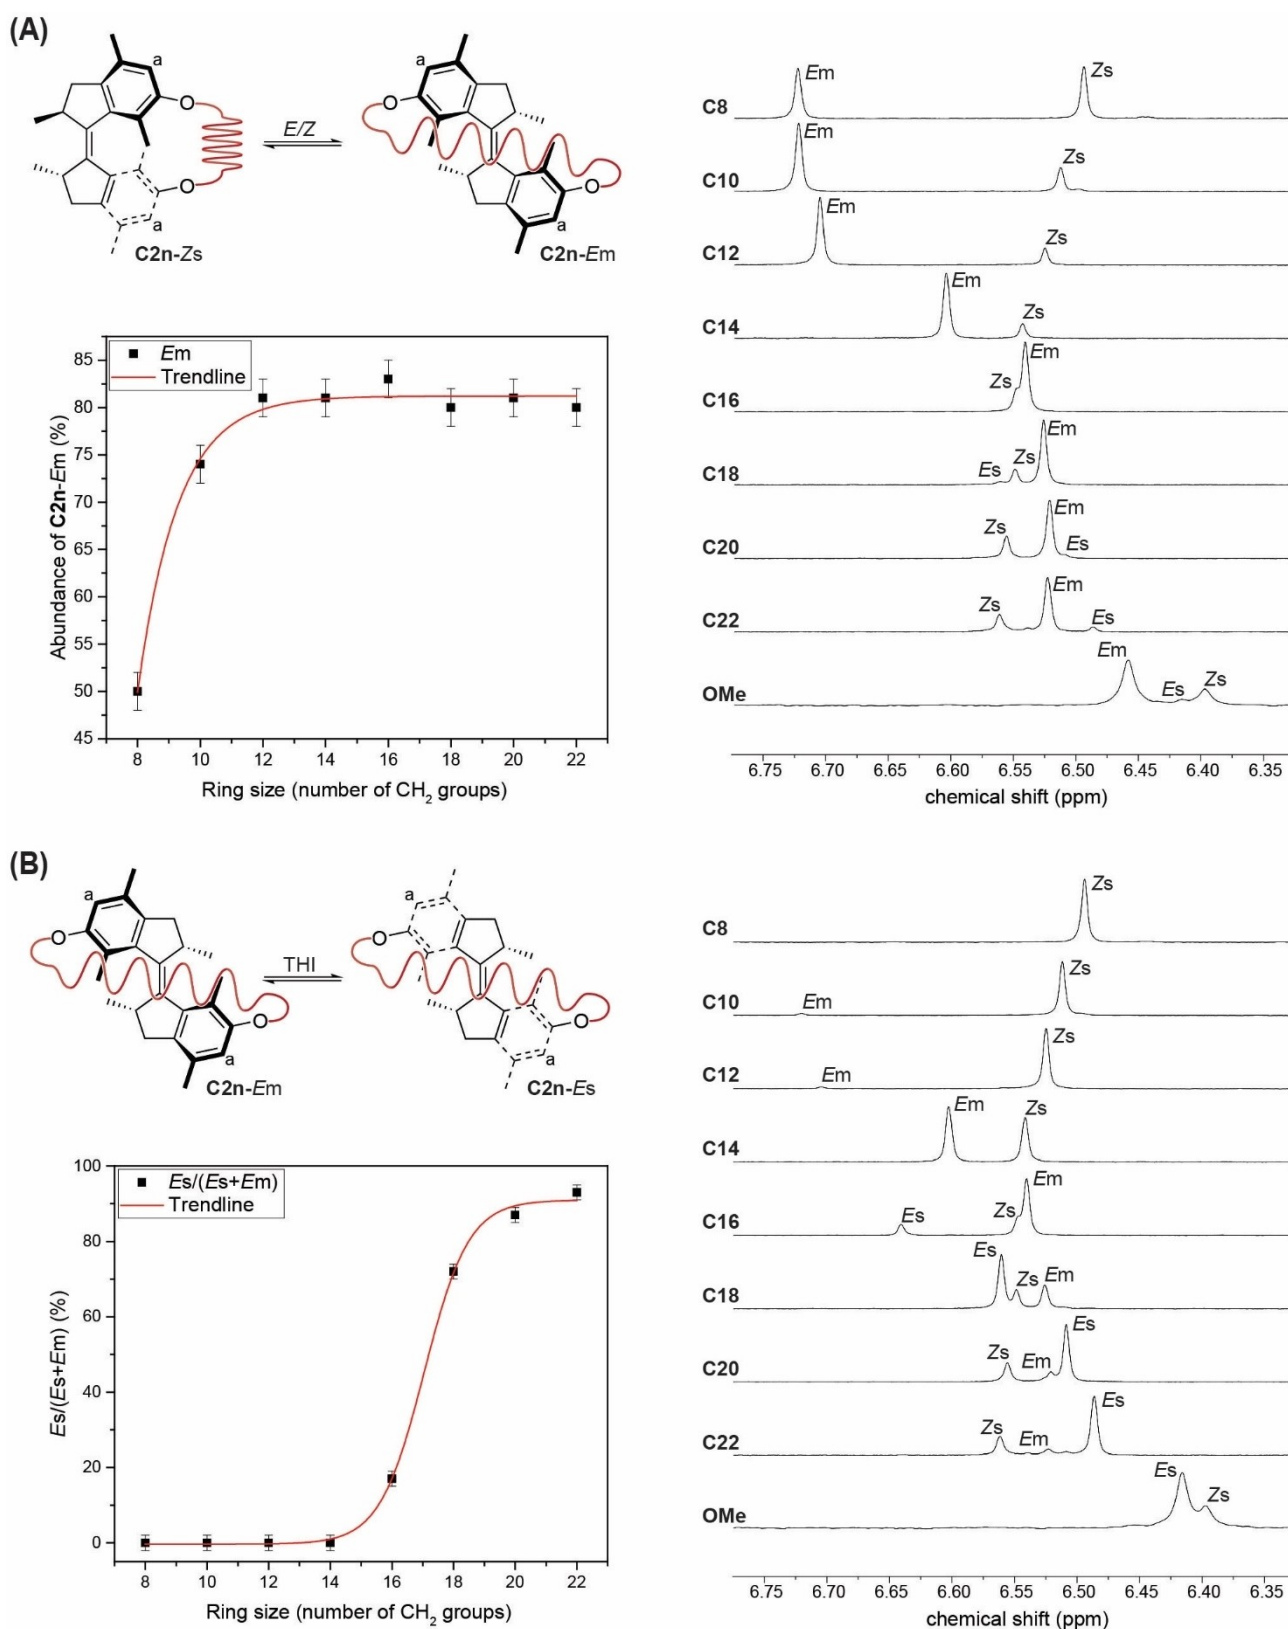 (A)
a
O
O
a
C2n-Zs
E/Z
a
O
O
a
C2n-Em
Em
Trendline
Abundance of C2n-Em (%)
85
80
75
70
65
60
55
50
45
8 10 12 14 16 18 20 22
Ring size (number of CH2 groups)
C8 Em Zs
C10 Em Zs
C12 Em Zs
C14 Em Zs
C16 Zs Em
C18 Es Zs Em
C20 Zs Em Es
C22 Zs Em Es
OMe Em Es Zs
6.75 6.70 6.65 6.60 6.55 6.50 6.45 6.40 6.35
chemical shift (ppm)
(B)
a
O
O
a
C2n-Em
THI
a
O
O
a
C2n-Es
Es/(Es+Em)
Trendline
Es/(Es+Em) (%)
100
80
60
40
20
0
8 10 12 14 16 18 20 22
Ring size (number of CH2 groups)
C8 Zs
C10 Em Zs
C12 Em Zs
C14 Em Zs
C16 Es Zs Em
C18 Es Zs Em
C20 Zs Em Es
C22 Zs Em Es
OMe Es Zs
6.75 6.70 6.65 6.60 6.55 6.50 6.45 6.40 6.35
chemical shift (ppm)